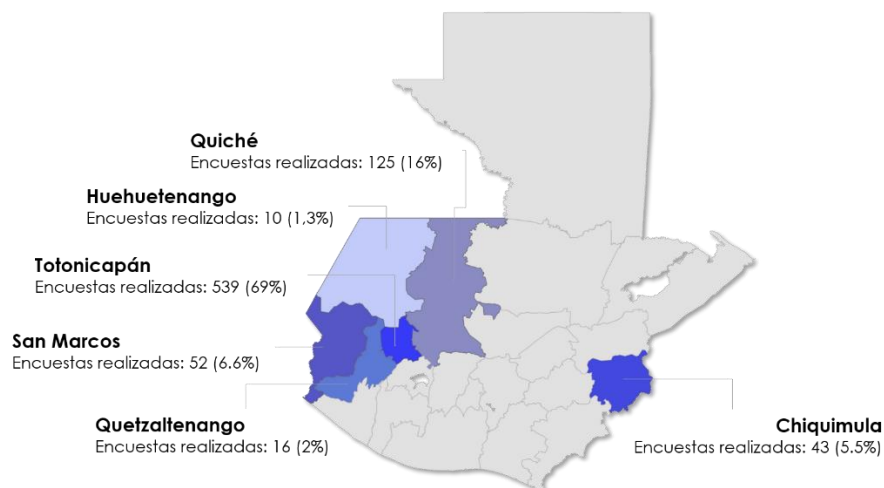 Quiché
Encuestas realizadas: 125 (16%)
Huehuetenango
Encuestas realizadas: 10 (1,3%)
Totonicapán
Encuestas realizadas: 539 (69%)
San Marcos
Encuestas realizadas: 52 (6.6%)
Quetzaltenango
Encuestas realizadas: 16 (2%)
Chiquimula
Encuestas realizadas: 43 (5.5%)